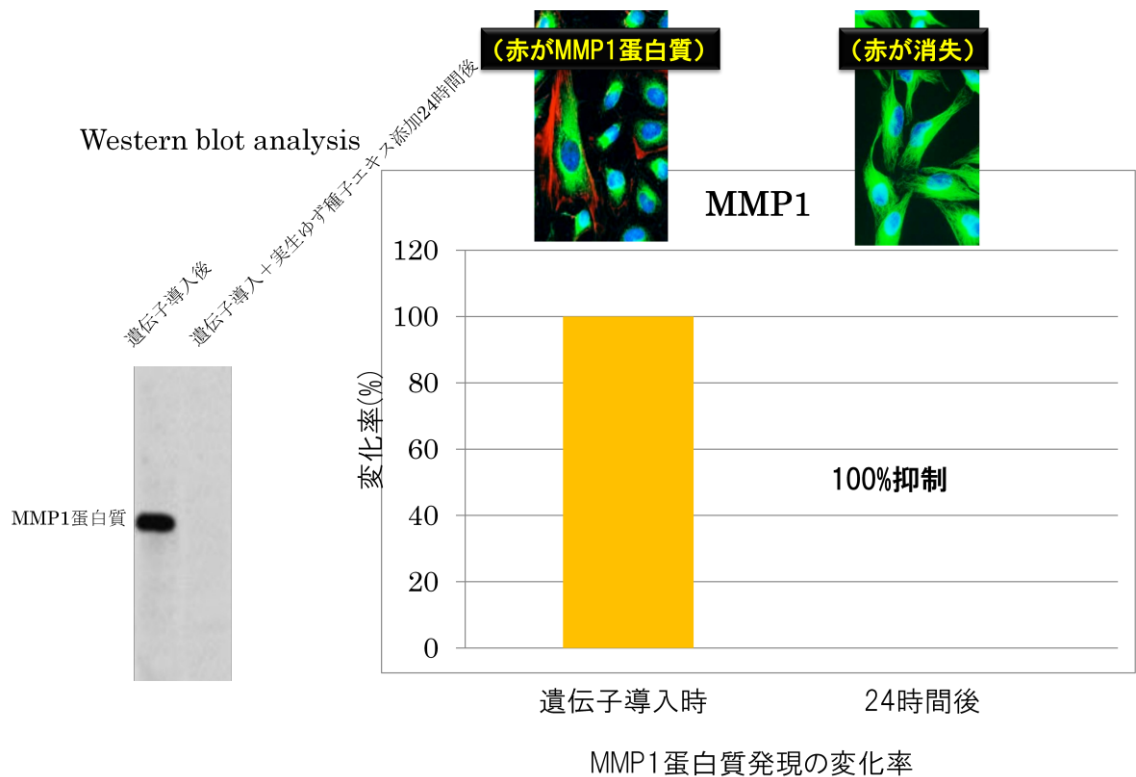 （赤がMMP1蛋白質）
（赤が消失）
Western blot analysis
遺伝子導入後
遺伝子導入＋実生ゆず種子エキス添加24時間後
MMP1蛋白質
MMP1
変化率(%)
120
100
80
60
40
20
0
100%抑制
遺伝子導入時
24時間後
MMP1蛋白質発現の変化率